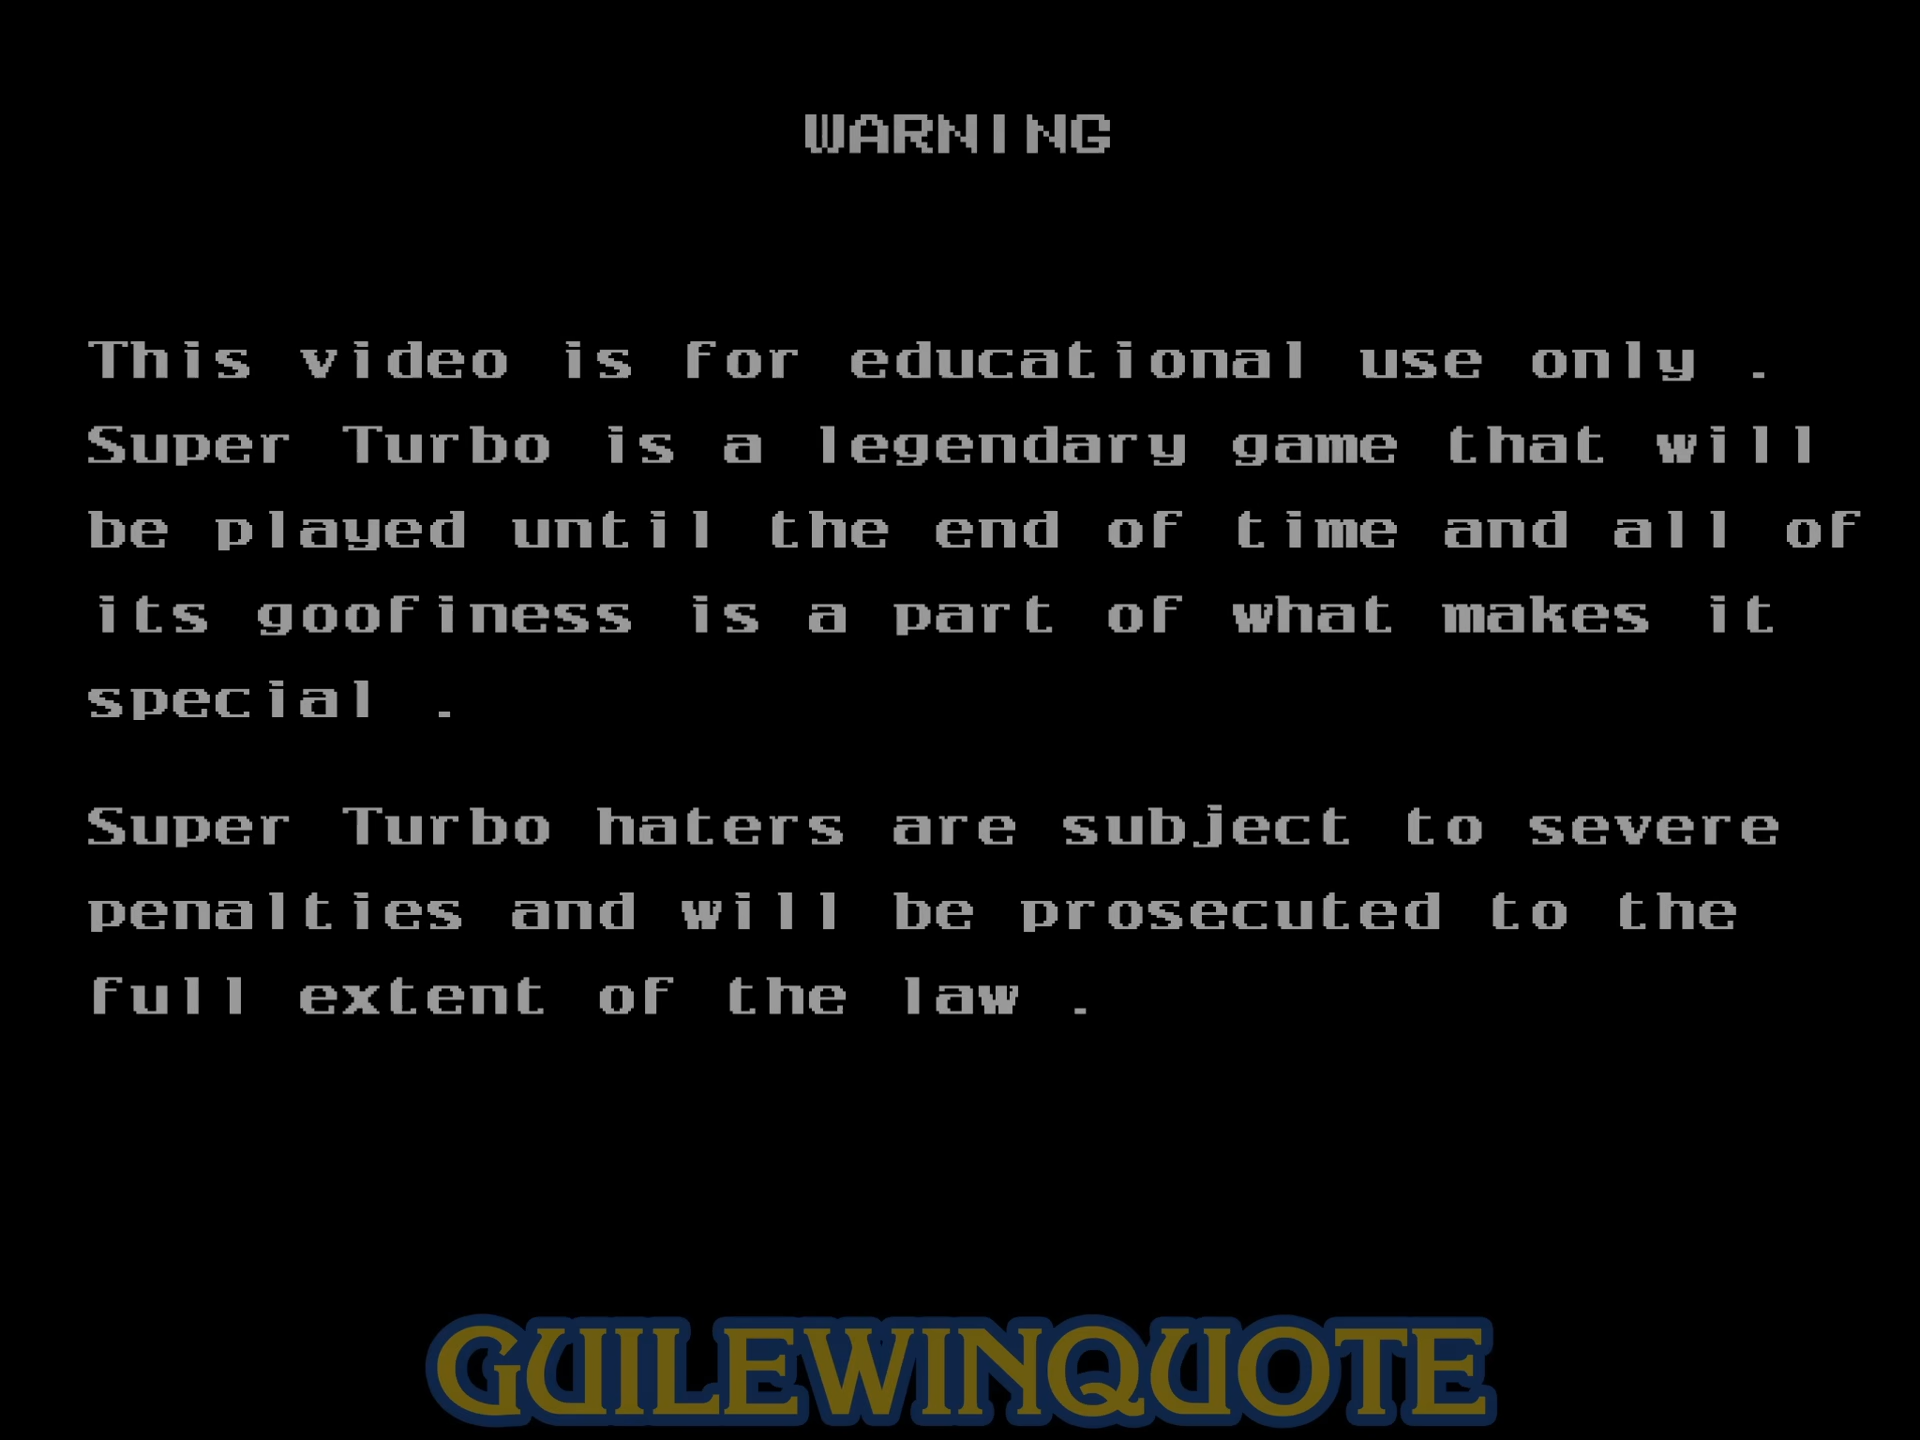 WARNING
This video is for educational use only .
Super Turbo is a legendary game that will
be played until the end of time and all of
its goofiness is a part of what makes it
special .
Super Turbo haters are subject to severe
penalties and will be prosecuted to the
full extent of the law .
GUILEWINQUOTE